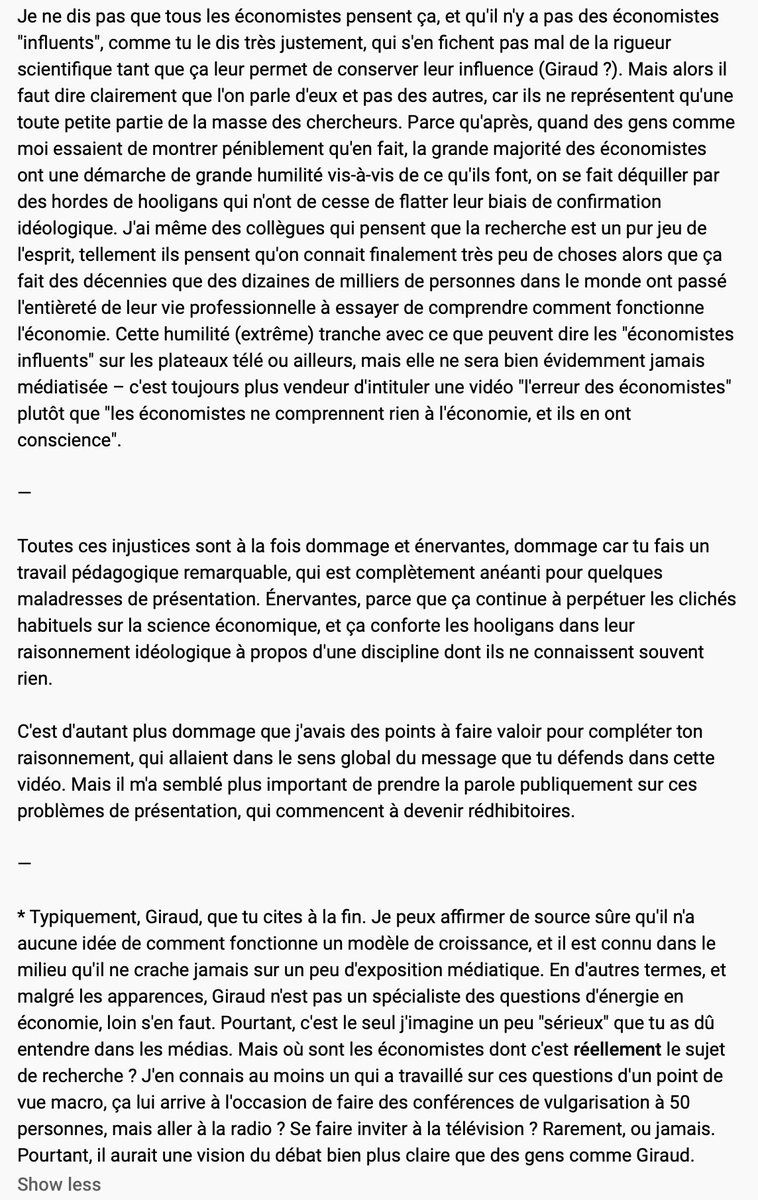 Je ne dis pas que tous les économistes pensent ça, et qu'il n'y a pas des économistes
"influents", comme tu le dis très justement, qui s'en fichent pas mal de la rigueur
scientifique tant que ça leur permet de conserver leur influence (Giraud ?). Mais alors il
faut dire clairement que l'on parle d'eux et pas des autres, car ils ne représentent qu'une
toute petite partie de la masse des chercheurs. Parce qu'après, quand des gens comme
moi essaient de montrer péniblement qu'en fait, la grande majorité des économistes
ont une démarche de grande humilité vis-à-vis de ce qu'ils font, on se fait déquiller par
des hordes de hooligans qui n'ont de cesse de flatter leur biais de confirmation
idéologique. J'ai même des collègues qui pensent que la recherche est un pur jeu de
l'esprit, tellement ils pensent qu'on connait finalement très peu de choses alors que ça
fait des décennies que des dizaines de milliers de personnes dans le monde ont passé
l'entièreté de leur vie professionnelle à essayer de comprendre comment fonctionne
l'économie. Cette humilité (extrême) tranche avec ce que peuvent dire les "économistes
influents" sur les plateaux télé ou ailleurs, mais elle ne sera bien évidemment jamais
médiatisée – c'est toujours plus vendeur d'intituler une vidéo "l'erreur des économistes"
plutôt que "les économistes ne comprennent rien à l'économie, et ils en ont
conscience".
—
Toutes ces injustices sont à la fois dommage et énervantes, dommage car tu fais un
travail pédagogique remarquable, qui est complètement anéanti pour quelques
maladresses de présentation. Énervantes, parce que ça continue à perpétuer les clichés
habituels sur la science économique, et ça conforte les hooligans dans leur
raisonnement idéologique à propos d'une discipline dont ils ne connaissent souvent
rien.
C'est d'autant plus dommage que j'avais des points à faire valoir pour compléter ton
raisonnement, qui allaient dans le sens global du message que tu défends dans cette
vidéo. Mais il m'a semblé plus important de prendre la parole publiquement sur ces
problèmes de présentation, qui commencent à devenir rédhibitoires.
—
* Typiquement, Giraud, que tu cites à la fin. Je peux affirmer de source sûre qu'il n'a
aucune idée de comment fonctionne un modèle de croissance, et il est connu dans le
milieu qu'il ne crache jamais sur un peu d'exposition médiatique. En d'autres termes, et
malgré les apparences, Giraud n'est pas un spécialiste des questions d'énergie en
économie, loin s'en faut. Pourtant, c'est le seul j'imagine un peu "sérieux" que tu as dû
entendre dans les médias. Mais où sont les économistes dont c'est réellement le sujet
de recherche ? J'en connais au moins un qui a travaillé sur ces questions d'un point de
vue macro, ça lui arrive à l'occasion de faire des conférences de vulgarisation à 50
personnes, mais aller à la radio ? Se faire inviter à la télévision ? Rarement, ou jamais.
Pourtant, il aurait une vision du débat bien plus claire que des gens comme Giraud.
Show less